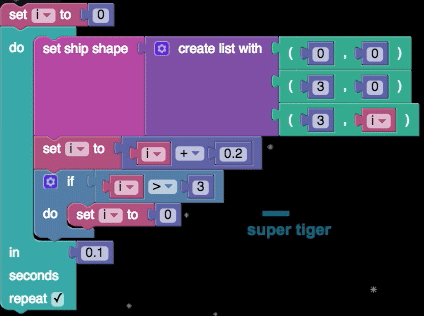 set i to 0
do set ship shape create list with ( 0 , 0 )
( 3 , 0 )
( 3 , i )
set i to i + 0.2
if i > 3
do set i to 0
super tiger
in 0.1
seconds
repeat ✓